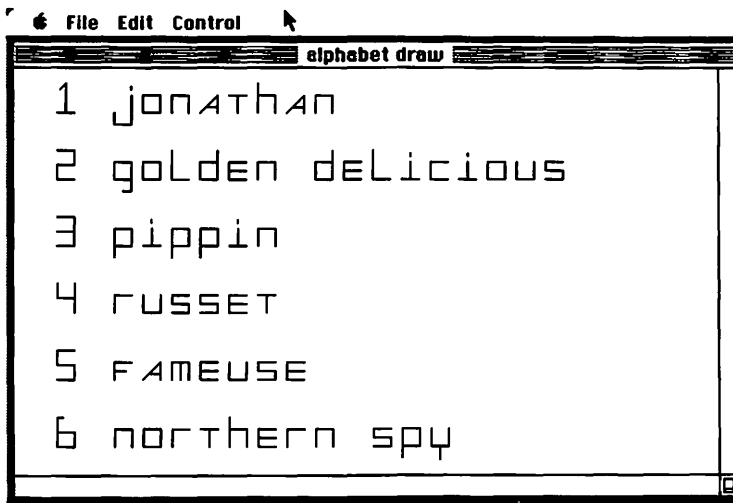 File Edit Control
alphabet draw
1 jonathan
2 golden delicious
3 pippin
4 russet
5 fameuse
6 northern spy